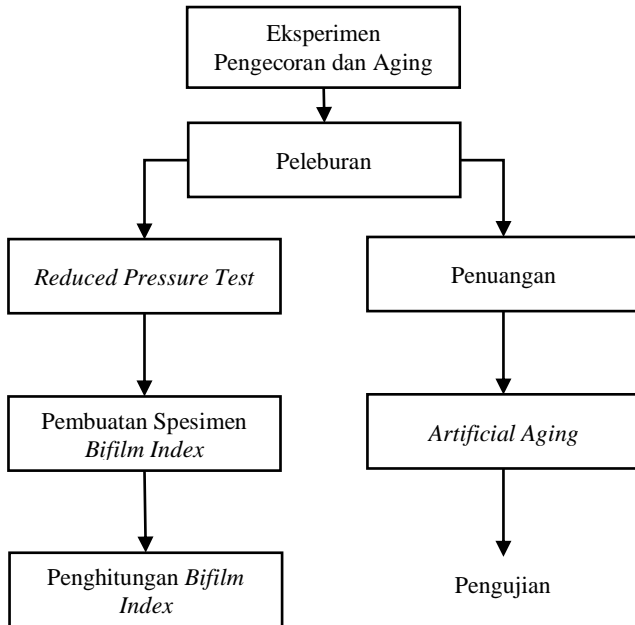 Eksperimen
Pengecoran dan Aging
Peleburan
Reduced Pressure Test
Penuangan
Pembuatan Spesimen
Bifilm Index
Artificial Aging
Penghitungan Bifilm
Index
Pengujian